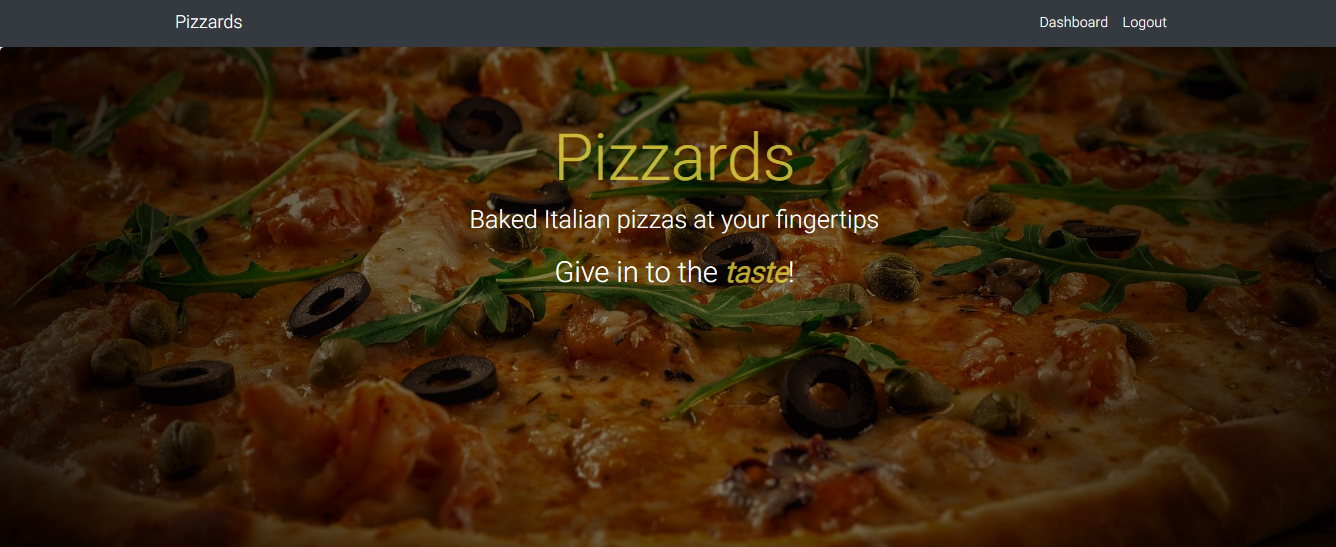 Pizzards
Dashboard Logout
Pizzards
Baked Italian pizzas at your fingertips
Give in to the taste!